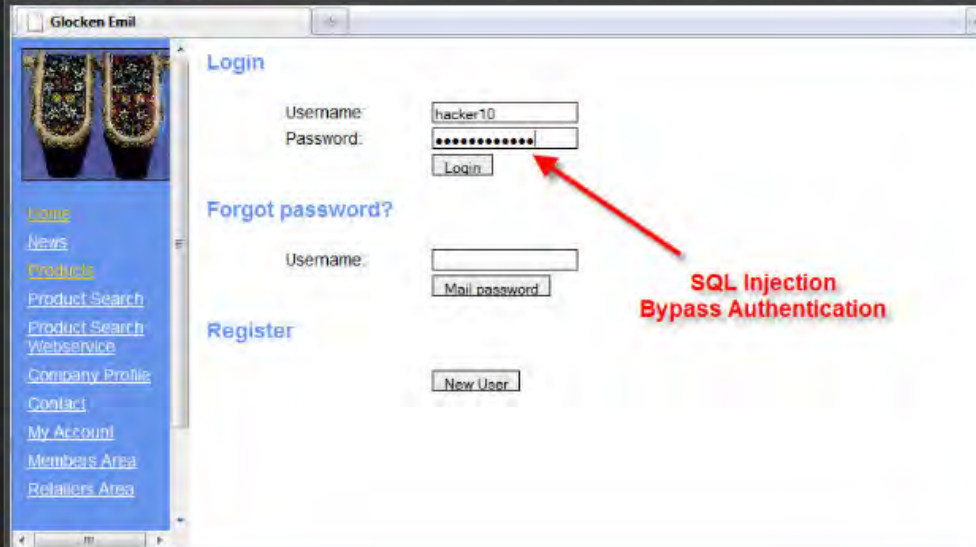 Glocken Emil
Login
Username:
hacker10
Password:
Login
Forgot password?
Username:
Mail password
Register
New User
Home
News
Products
Product Search
Product Search
Webservice
Company Profile
Contact
My Account
Members Area
Retailers Area
SQL Injection
Bypass Authentication